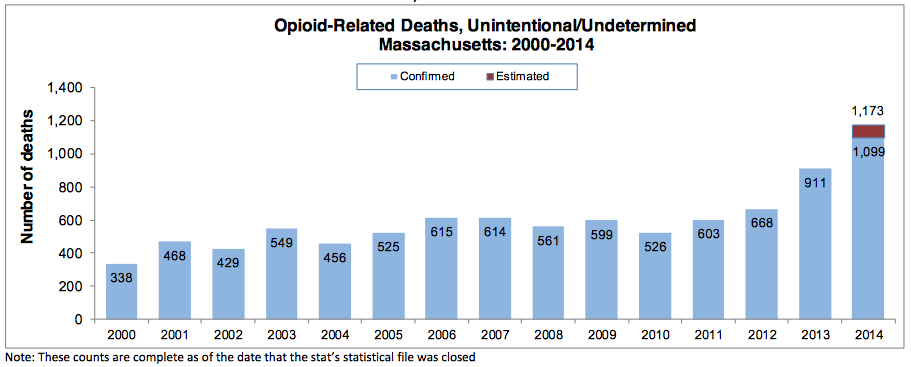 Opioid-Related Deaths, Unintentional/Undetermined
Massachusetts: 2000-2014
Confirmed Estimated
Number of deaths
1,400
1,200
1,000
800
600
400
200
0
338 468 429 549 456 525 615 614 561 599 526 603 668 911 1,099 1,173
2000 2001 2002 2003 2004 2005 2006 2007 2008 2009 2010 2011 2012 2013 2014
Note: These counts are complete as of the date that the stat's statistical file was closed